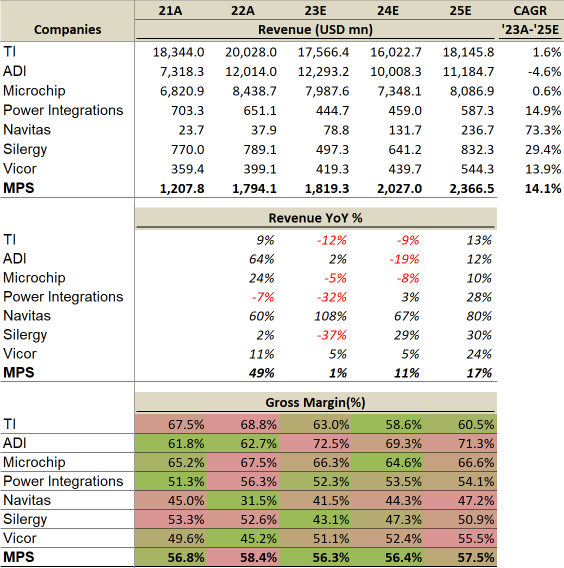 21A 22A 23E 24E 25E CAGR
Companies Revenue (USD mn) '23A-'25E
TI 18,344.0 20,028.0 17,566.4 16,022.7 18,145.8 1.6%
ADI 7,318.3 12,014.0 12,293.2 10,008.3 11,184.7 -4.6%
Microchip 6,820.9 8,438.7 7,987.6 7,348.1 8,086.9 0.6%
Power Integrations 703.3 651.1 444.7 459.0 587.3 14.9%
Navitas 23.7 37.9 78.8 131.7 236.7 73.3%
Silergy 770.0 789.1 497.3 641.2 832.3 29.4%
Vicor 359.4 399.1 419.3 439.7 544.3 13.9%
MPS 1,207.8 1,794.1 1,819.3 2,027.0 2,366.5 14.1%
Revenue YoY %
TI 9% -12% -9% 13%
ADI 64% 2% -19% 12%
Microchip 24% -5% -8% 10%
Power Integrations -7% -32% 3% 28%
Navitas 60% 108% 67% 80%
Silergy 2% -37% 29% 30%
Vicor 11% 5% 5% 24%
MPS 49% 1% 11% 17%
Gross Margin(%)
TI 67.5% 68.8% 63.0% 58.6% 60.5%
ADI 61.8% 62.7% 72.5% 69.3% 71.3%
Microchip 65.2% 67.5% 66.3% 64.6% 66.6%
Power Integrations 51.3% 56.3% 52.3% 53.5% 54.1%
Navitas 45.0% 31.5% 41.5% 44.3% 47.2%
Silergy 53.3% 52.6% 43.1% 47.3% 50.9%
Vicor 49.6% 45.2% 51.1% 52.4% 55.5%
MPS 56.8% 58.4% 56.3% 56.4% 57.5%